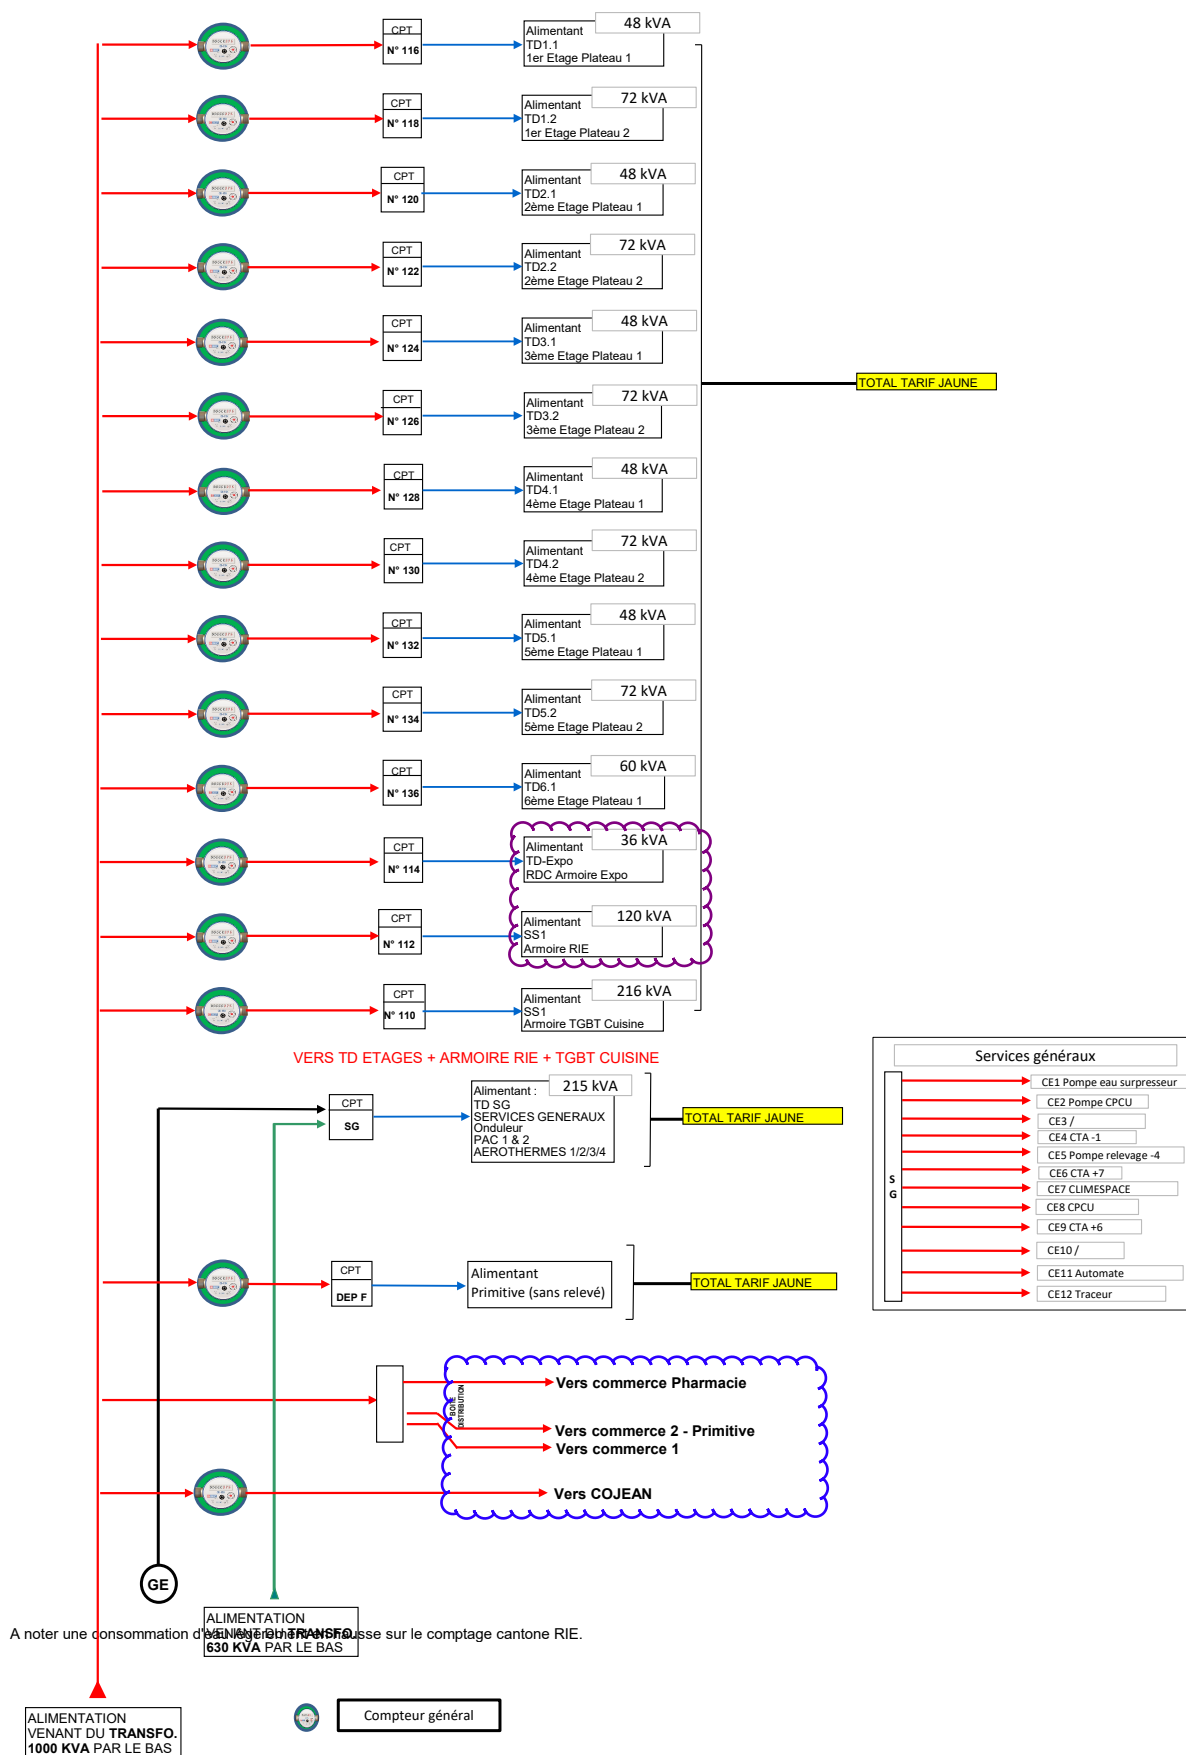 CPT
N° 116
Alimentant
48 kVA
TD1.1
1er Etage Plateau 1
CPT
N° 118
Alimentant
72 kVA
TD1.2
1er Etage Plateau 2
CPT
N° 120
Alimentant
48 kVA
TD2.1
2ème Etage Plateau 1
CPT
N° 122
Alimentant
72 kVA
TD2.2
2ème Etage Plateau 2
CPT
N° 124
Alimentant
48 kVA
TD3.1
3ème Etage Plateau 1
TOTAL TARIF JAUNE
CPT
N° 126
Alimentant
72 kVA
TD3.2
3ème Etage Plateau 2
CPT
N° 128
Alimentant
48 kVA
TD4.1
4ème Etage Plateau 1
CPT
N° 130
Alimentant
72 kVA
TD4.2
4ème Etage Plateau 2
CPT
N° 132
Alimentant
48 kVA
TD5.1
5ème Etage Plateau 1
CPT
N° 134
Alimentant
72 kVA
TD5.2
5ème Etage Plateau 2
CPT
N° 136
Alimentant
60 kVA
TD6.1
6ème Etage Plateau 1
CPT
N° 114
Alimentant
36 kVA
TD-Expo
RDC Armoire Expo
CPT
N° 112
Alimentant
120 kVA
SS1
Armoire RIE
CPT
N° 110
Alimentant
216 kVA
SS1
Armoire TGBT Cuisine
VERS TD ETAGES + ARMOIRE RIE + TGBT CUISINE
CPT
SG
Alimentant :
215 kVA
TD SG
SERVICES GENERAUX
Onduleur
PAC 1 & 2
AEROTHERMES 1/2/3/4
TOTAL TARIF JAUNE
Services généraux
S
G
CE1 Pompe eau surpresseur
CE2 Pompe CPCU
CE3 /
CE4 CTA -1
CE5 Pompe relevage -4
CE6 CTA +7
CE7 CLIMESPACE
CE8 CPCU
CE9 CTA +6
CE10 /
CE11 Automate
CE12 Traceur
CPT
DEP F
Alimentant
Primitive (sans relevé)
TOTAL TARIF JAUNE
BOITE
DISTRIBUTION
Vers commerce Pharmacie
Vers commerce 2 - Primitive
Vers commerce 1
Vers COJEAN
GE
ALIMENTATION
VENANT DU TRANSFO.
630 KVA PAR LE BAS
A noter une consommation d'eau légèrement en hausse sur le comptage cantone RIE.
ALIMENTATION
VENANT DU TRANSFO.
1000 KVA PAR LE BAS
Compteur général